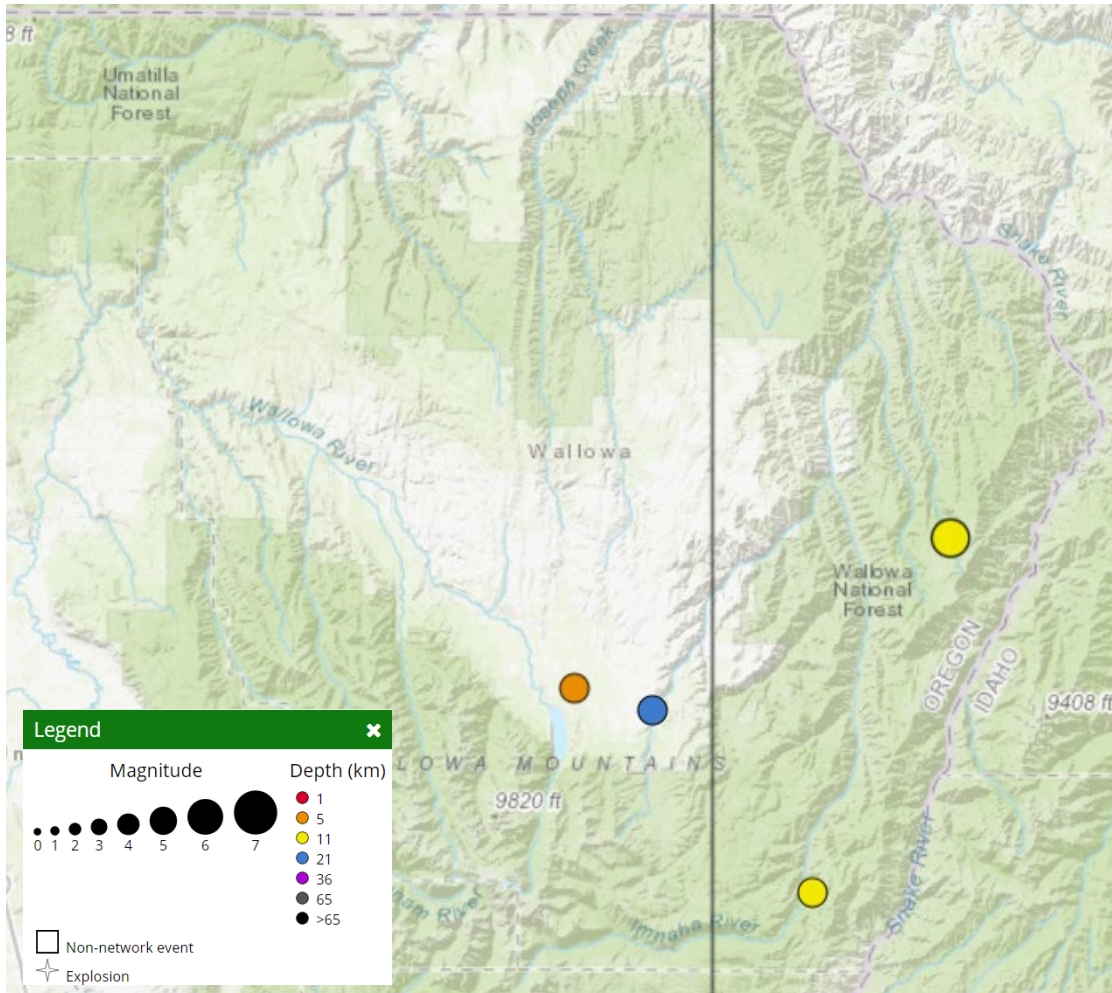 8 ft
Umatilla
National
Forest
Joseph Creek
Snake River
Wallowa River
Wallowa
Wallowa
National
Forest
OREGON
IDAHO
9408 ft
LOWA MOUNTAINS
9820 ft
Imnaha River
Snake River
nam River
Legend
Magnitude
0 1 2 3 4 5 6 7
Depth (km)
1
5
11
21
36
65
>65
Non-network event
Explosion